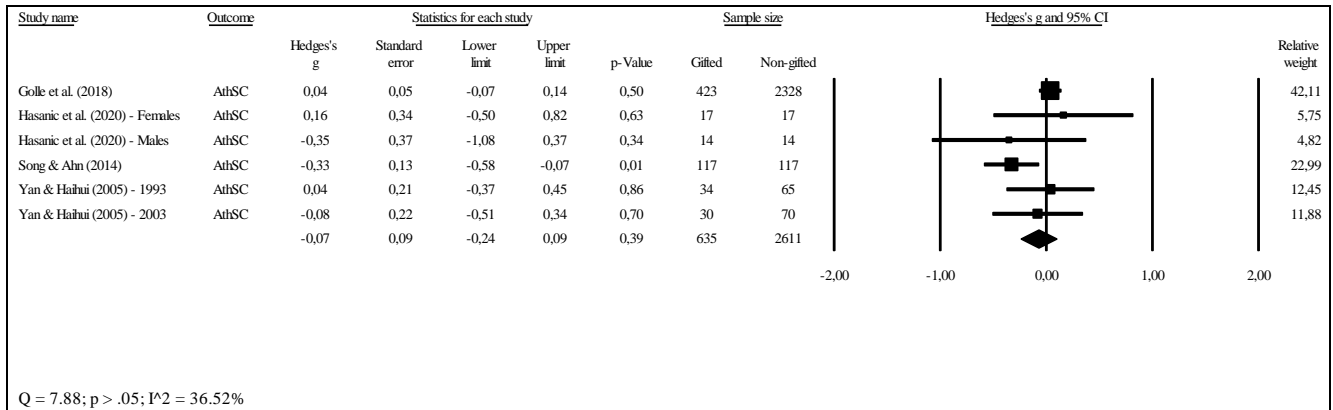 Study name Outcome Statistics for each study Sample size Hedges's g and 95% CI
Hedges's Standard Lower Upper Relative
g error limit limit p-Value Gifted Non-gifted weight
Golle et al. (2018) AthSC 0,04 0,05 -0,07 0,14 0,50 423 2328 42,11
Hasanic et al. (2020) - Females AthSC 0,16 0,34 -0,50 0,82 0,63 17 17 5,75
Hasanic et al. (2020) - Males AthSC -0,35 0,37 -1,08 0,37 0,34 14 14 4,82
Song & Ahn (2014) AthSC -0,33 0,13 -0,58 -0,07 0,01 117 117 22,99
Yan & Haihui (2005) - 1993 AthSC 0,04 0,21 -0,37 0,45 0,86 34 65 12,45
Yan & Haihui (2005) - 2003 AthSC -0,08 0,22 -0,51 0,34 0,70 30 70 11,88
-0,07 0,09 -0,24 0,09 0,39 635 2611
-2,00 -1,00 0,00 1,00 2,00
Q = 7.88; p > .05; I^2 = 36.52%